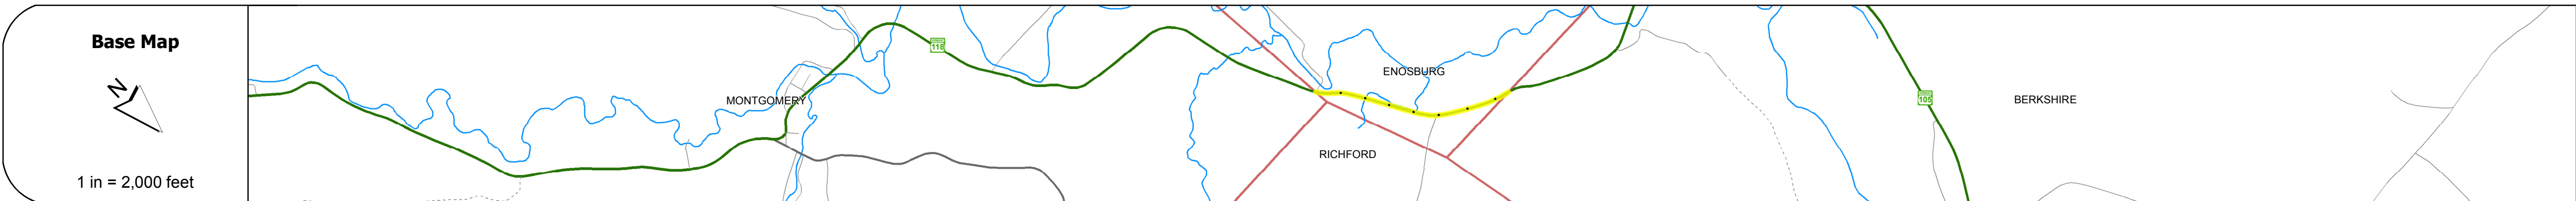 Base Map
N
1 in = 2,000 feet
MONTGOMERY
118
ENOSBURG
RICHFORD
105
BERKSHIRE